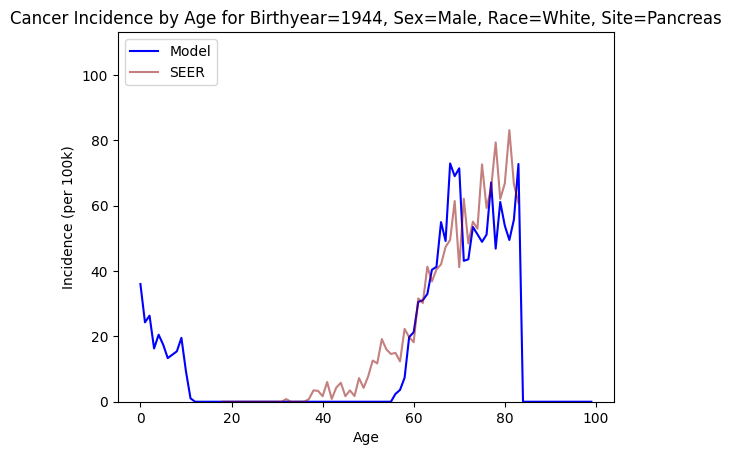 Cancer Incidence by Age for Birthyear=1944, Sex=Male, Race=White, Site=Pancreas
Model
SEER
100
80
60
40
20
0
Incidence (per 100k)
0 20 40 60 80 100
Age